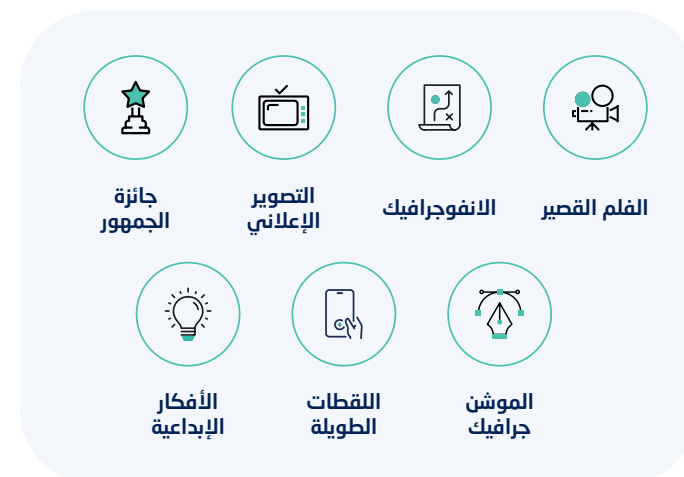 الفلم القصير
الانفوجرافيك
التصوير
الإعلاني
جائزة
الجمهور
الموشن
جرافيك
اللقطات
الطويلة
الأفكار
الإبداعية